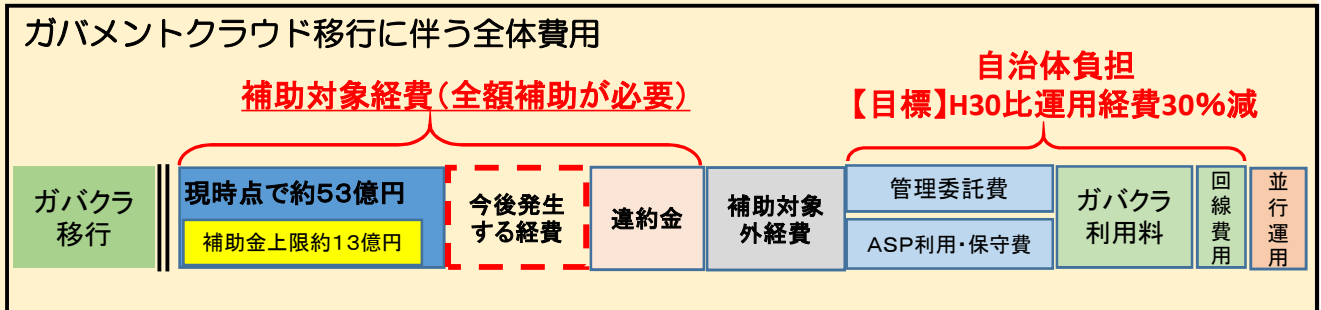 ガバメントクラウド移行に伴う全体費用
補助対象経費(全額補助が必要)
自治体負担
【目標】H30比運用経費30%減
ガバクラ
移行
現時点で約53億円
補助金上限約13億円
今後発生
する経費
違約金
補助対象
外経費
管理委託費
ASP利用・保守費
ガバクラ
利用料
回線費用
並行運用